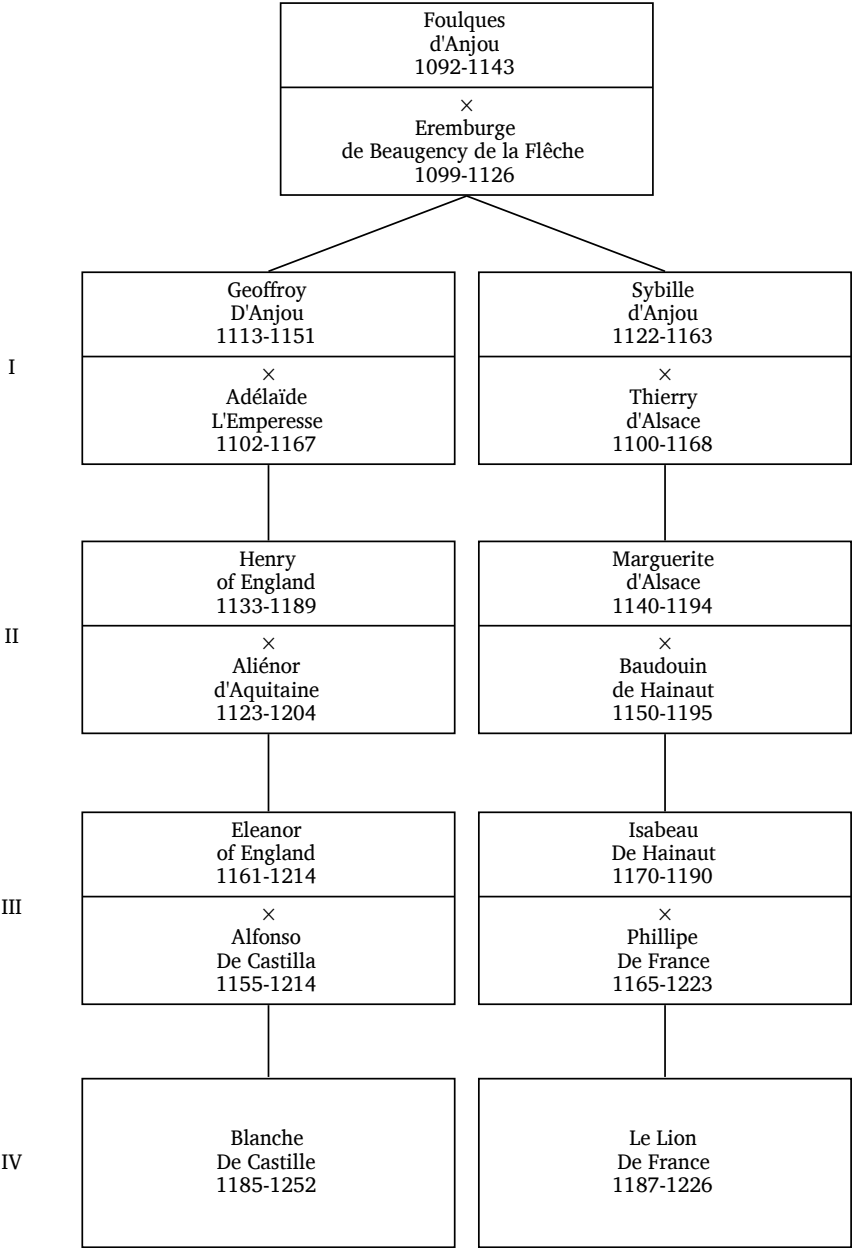 Foulques
d'Anjou
1092-1143
×
Eremburge
de Beaugency de la Flêche
1099-1126
I
Geoffroy
D'Anjou
1113-1151
×
Adélaïde
L'Emperesse
1102-1167
Sybille
d'Anjou
1122-1163
×
Thierry
d'Alsace
1100-1168
II
Henry
of England
1133-1189
×
Aliénor
d'Aquitaine
1123-1204
Marguerite
d'Alsace
1140-1194
×
Baudouin
de Hainaut
1150-1195
III
Eleanor
of England
1161-1214
×
Alfonso
De Castilla
1155-1214
Isabeau
De Hainaut
1170-1190
×
Phillipe
De France
1165-1223
IV
Blanche
De Castille
1185-1252
Le Lion
De France
1187-1226